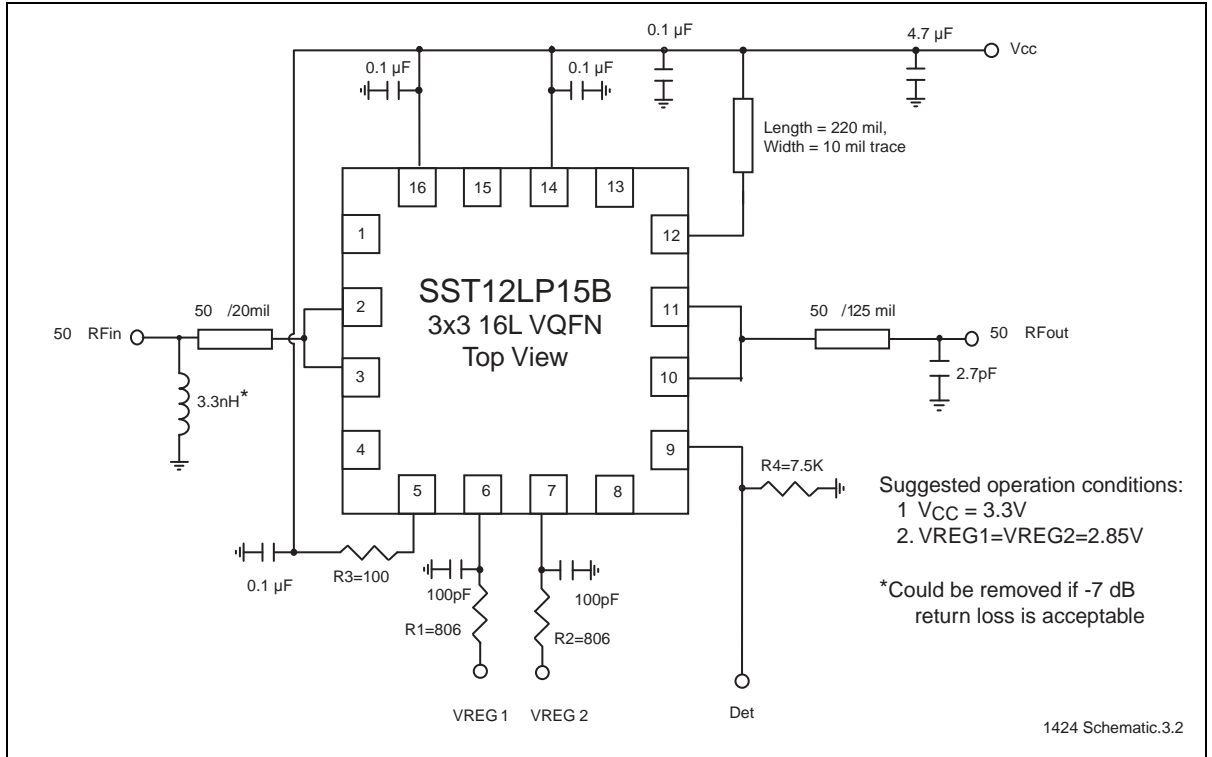 0.1 µF
4.7 µF
Vcc
0.1 µF
0.1 µF
Length = 220 mil,
Width = 10 mil trace
16
15
14
13
1
12
SST12LP15B
3x3 16L VQFN
Top View
2
11
50 /20mil
50 /125 mil
50 RFin
50 RFout
3
10
2.7pF
3.3nH*
4
9
R4=7.5K
5
6
7
8
Suggested operation conditions:
1 VCC = 3.3V
2. VREG1=VREG2=2.85V
0.1 µF
R3=100
100pF
100pF
*Could be removed if -7 dB
return loss is acceptable
R1=806
R2=806
VREG 1
VREG 2
Det
1424 Schematic.3.2